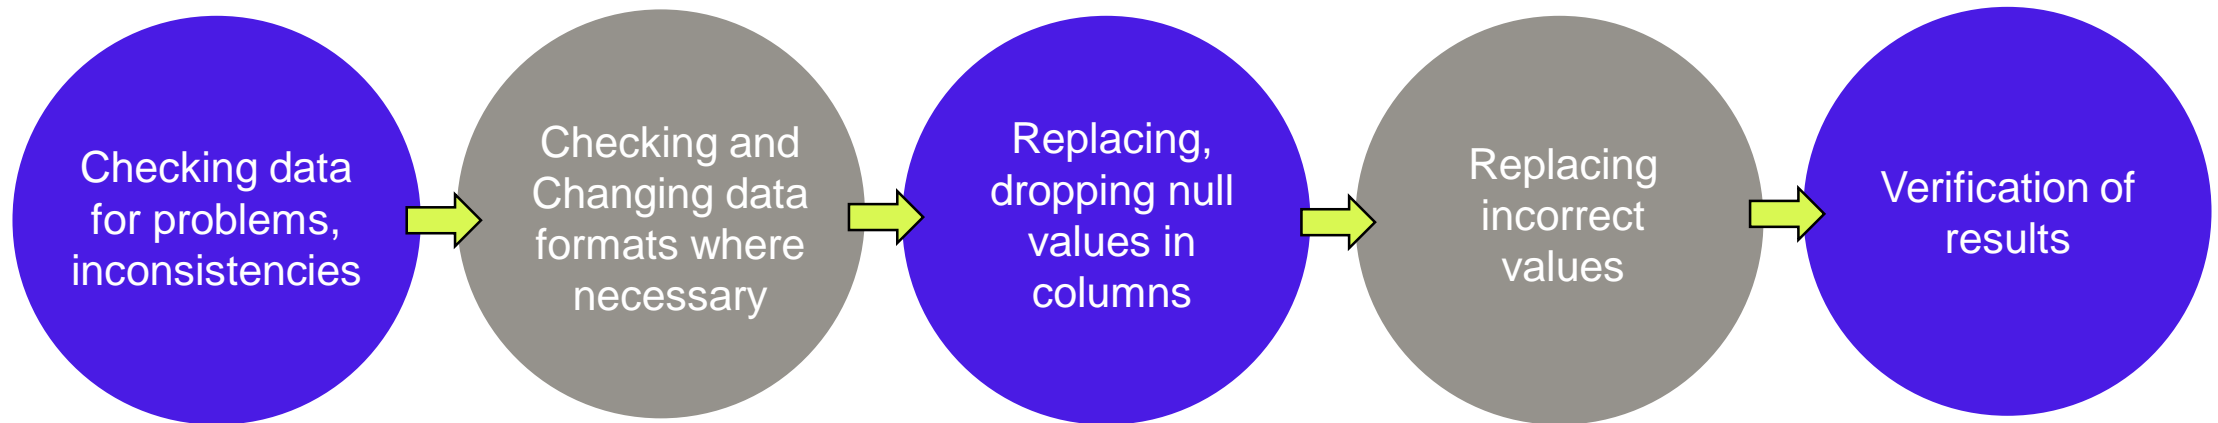 Checking data
for problems,
inconsistencies
Checking and
Changing data
formats where
necessary
Replacing,
dropping null
values in
columns
Replacing
incorrect
values
Verification of
results